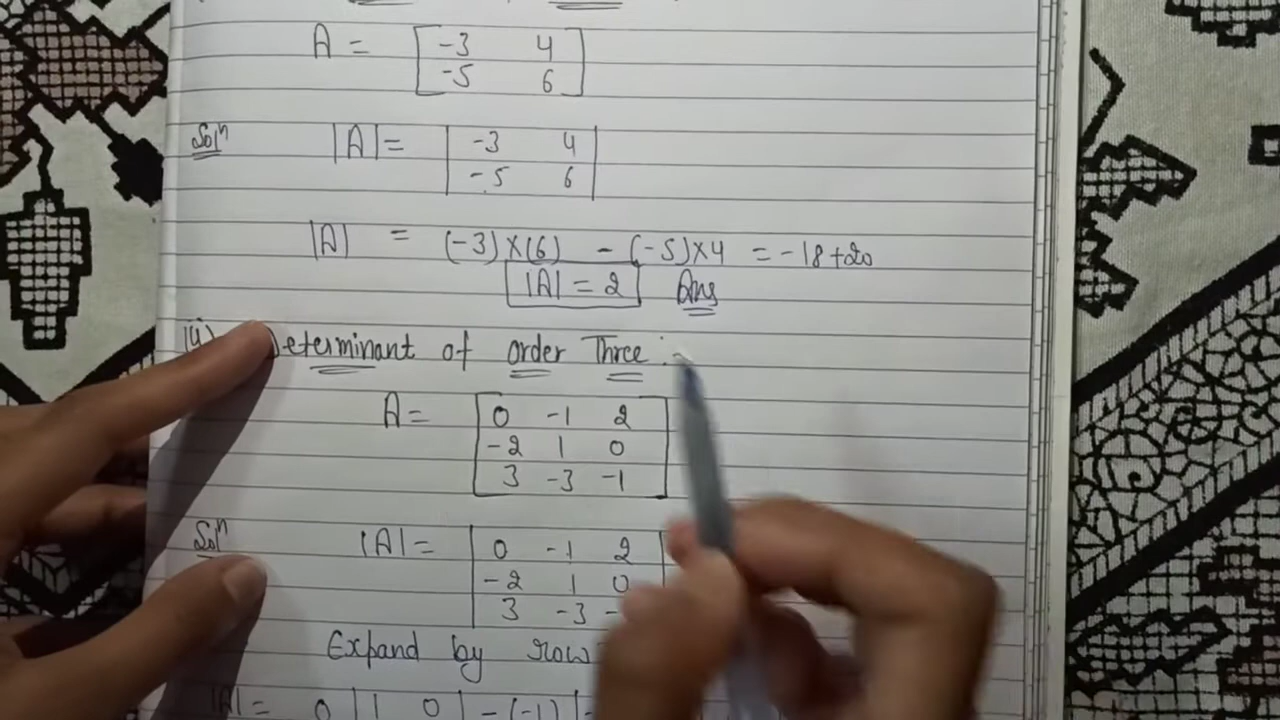 A = [ -3 4
-5 6 ]
Solⁿ |A| = | -3 4
-5 6 |
|A| = (-3)×(6) - (-5)×4 = -18+20
|A| = 2 Ans
(ii) Determinant of Order Three :-
A = [ 0 -1 2
-2 1 0
3 -3 -1 ]
Solⁿ |A| = | 0 -1 2 |
-2 1 0
3 -3 -
Expand by row
|A| = 0 | 1 0 | - (-1) |